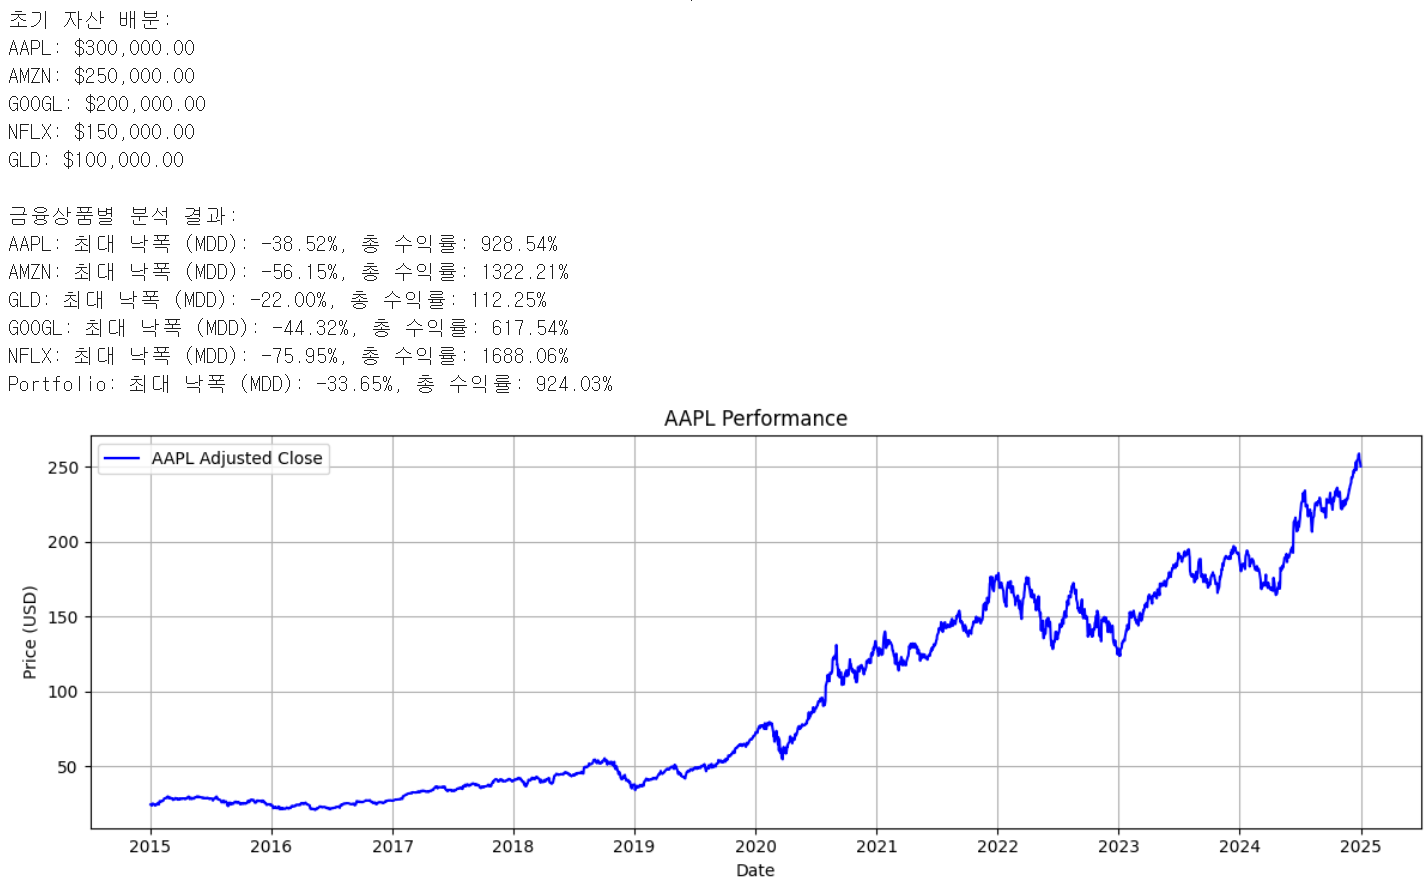 초기 자산 배분:
AAPL: $300,000.00
AMZN: $250,000.00
GOOGL: $200,000.00
NFLX: $150,000.00
GLD: $100,000.00
금융상품별 분석 결과:
AAPL: 최대 낙폭 (MDD): -38.52%, 총 수익률: 928.54%
AMZN: 최대 낙폭 (MDD): -56.15%, 총 수익률: 1322.21%
GLD: 최대 낙폭 (MDD): -22.00%, 총 수익률: 112.25%
GOOGL: 최대 낙폭 (MDD): -44.32%, 총 수익률: 617.54%
NFLX: 최대 낙폭 (MDD): -75.95%, 총 수익률: 1688.06%
Portfolio: 최대 낙폭 (MDD): -33.65%, 총 수익률: 924.03%
AAPL Performance
AAPL Adjusted Close
Price (USD)
250
200
150
100
50
2015 2016 2017 2018 2019 2020 2021 2022 2023 2024 2025
Date